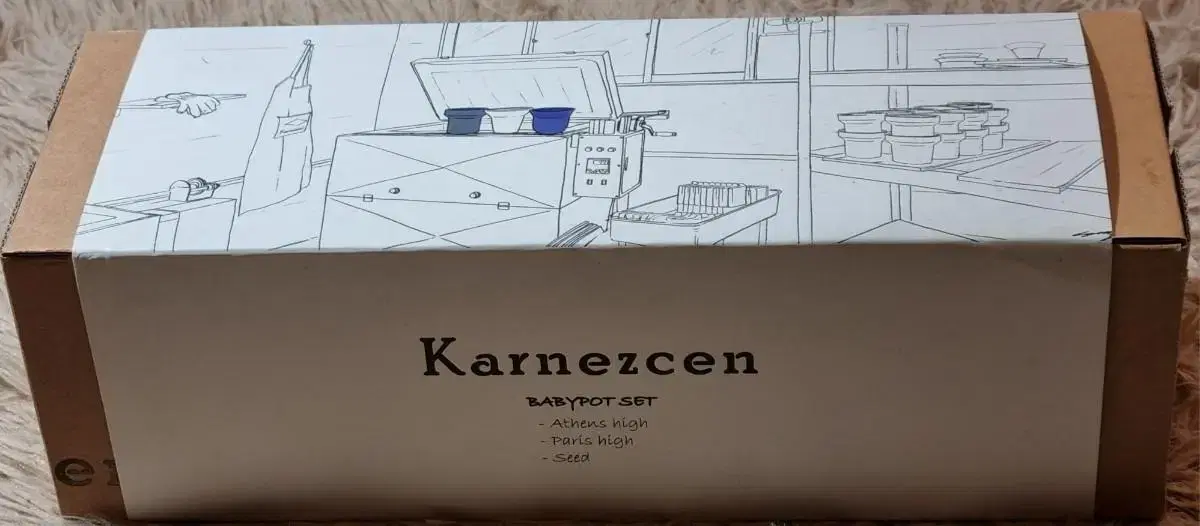 Karnezcen
BABYPOT SET
- Athens high
- Paris high
- Seed